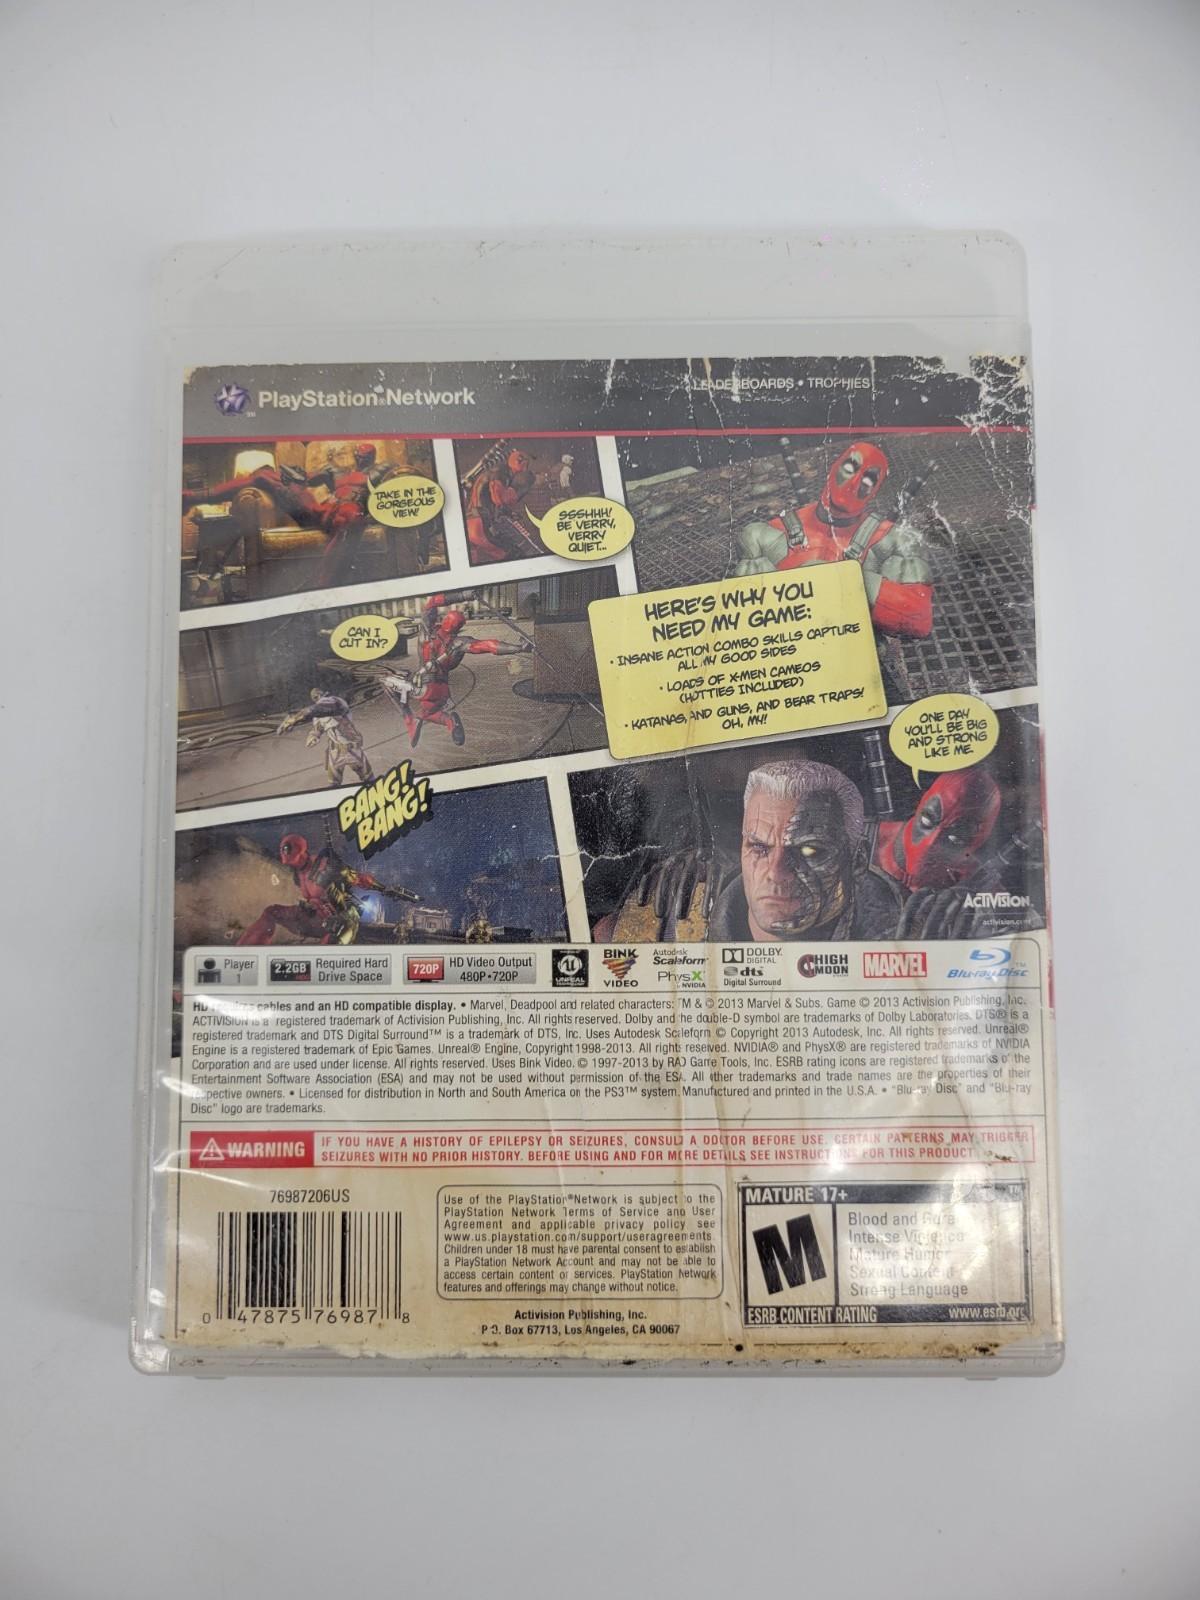 PlayStation®Network
LEADERBOARDS • TROPHIES
TAKE IN THE
GORGEOUS
VIEW!
SSSHHH!
BE VERRY,
VERRY
QUIET...
CAN I
CUT IN?
HERE'S WHY YOU
NEED MY GAME:
• INSANE ACTION COMBO SKILLS CAPTURE
ALL MY GOOD SIDES
• LOADS OF X-MEN CAMEOS
(HOTTIES INCLUDED)
• KATANAS, AND GUNS, AND BEAR TRAPS!
OH, MY!
ONE DAY
YOU'LL BE BIG
AND STRONG
LIKE ME.
BANG!
BANG!
ACTIVISION.
activision.com
Player
1
2.2GB
Required Hard
Drive Space
720P
HD Video Output
480P•720P
UNREAL
BINK
VIDEO
Autodesk
Scaleform
PhysX
by NVIDIA
DOLBY
DIGITAL
dts
Digital Surround
HIGH
MOON
MARVEL
Blu-ray Disc™
HD requires cables and an HD compatible display. • Marvel, Deadpool and related characters: TM & © 2013 Marvel & Subs. Game © 2013 Activision Publishing, Inc.
ACTIVISION is a registered trademark of Activision Publishing, Inc. All rights reserved. Dolby and the double-D symbol are trademarks of Dolby Laboratories. DTS® is a
registered trademark and DTS Digital Surround™ is a trademark of DTS, Inc. Uses Autodesk Scaleform © Copyright 2013 Autodesk, Inc. All rights reserved. Unreal®
Engine is a registered trademark of Epic Games. Unreal® Engine, Copyright 1998-2013. All rights reserved. NVIDIA® and PhysX® are registered trademarks of NVIDIA
Corporation and are used under license. All rights reserved. Uses Bink Video. © 1997-2013 by RAD Game Tools, Inc. ESRB rating icons are registered trademarks of the
Entertainment Software Association (ESA) and may not be used without permission of the ESA. All other trademarks and trade names are the properties of their
respective owners. • Licensed for distribution in North and South America on the PS3™ system. Manufactured and printed in the U.S.A. • "Blu-ray Disc" and "Blu-ray
Disc" logo are trademarks.
WARNING
IF YOU HAVE A HISTORY OF EPILEPSY OR SEIZURES, CONSULT A DOCTOR BEFORE USE. CERTAIN PATTERNS MAY TRIGGER
SEIZURES WITH NO PRIOR HISTORY. BEFORE USING AND FOR MORE DETAILS SEE INSTRUCTIONS FOR THIS PRODUCT.
76987206US
0 47875 76987 8
Use of the PlayStation®Network is subject to the
PlayStation Network Terms of Service and User
Agreement and applicable privacy policy see
www.us.playstation.com/support/useragreements.
Children under 18 must have parental consent to establish
a PlayStation Network Account and may not be able to
access certain content or services. PlayStation Network
features and offerings may change without notice.
Activision Publishing, Inc.
P.O. Box 67713, Los Angeles, CA 90067
MATURE 17+
M
Blood and Gore
Intense Violence
Mature Humor
Sexual Content
Strong Language
ESRB CONTENT RATING
www.esrb.org